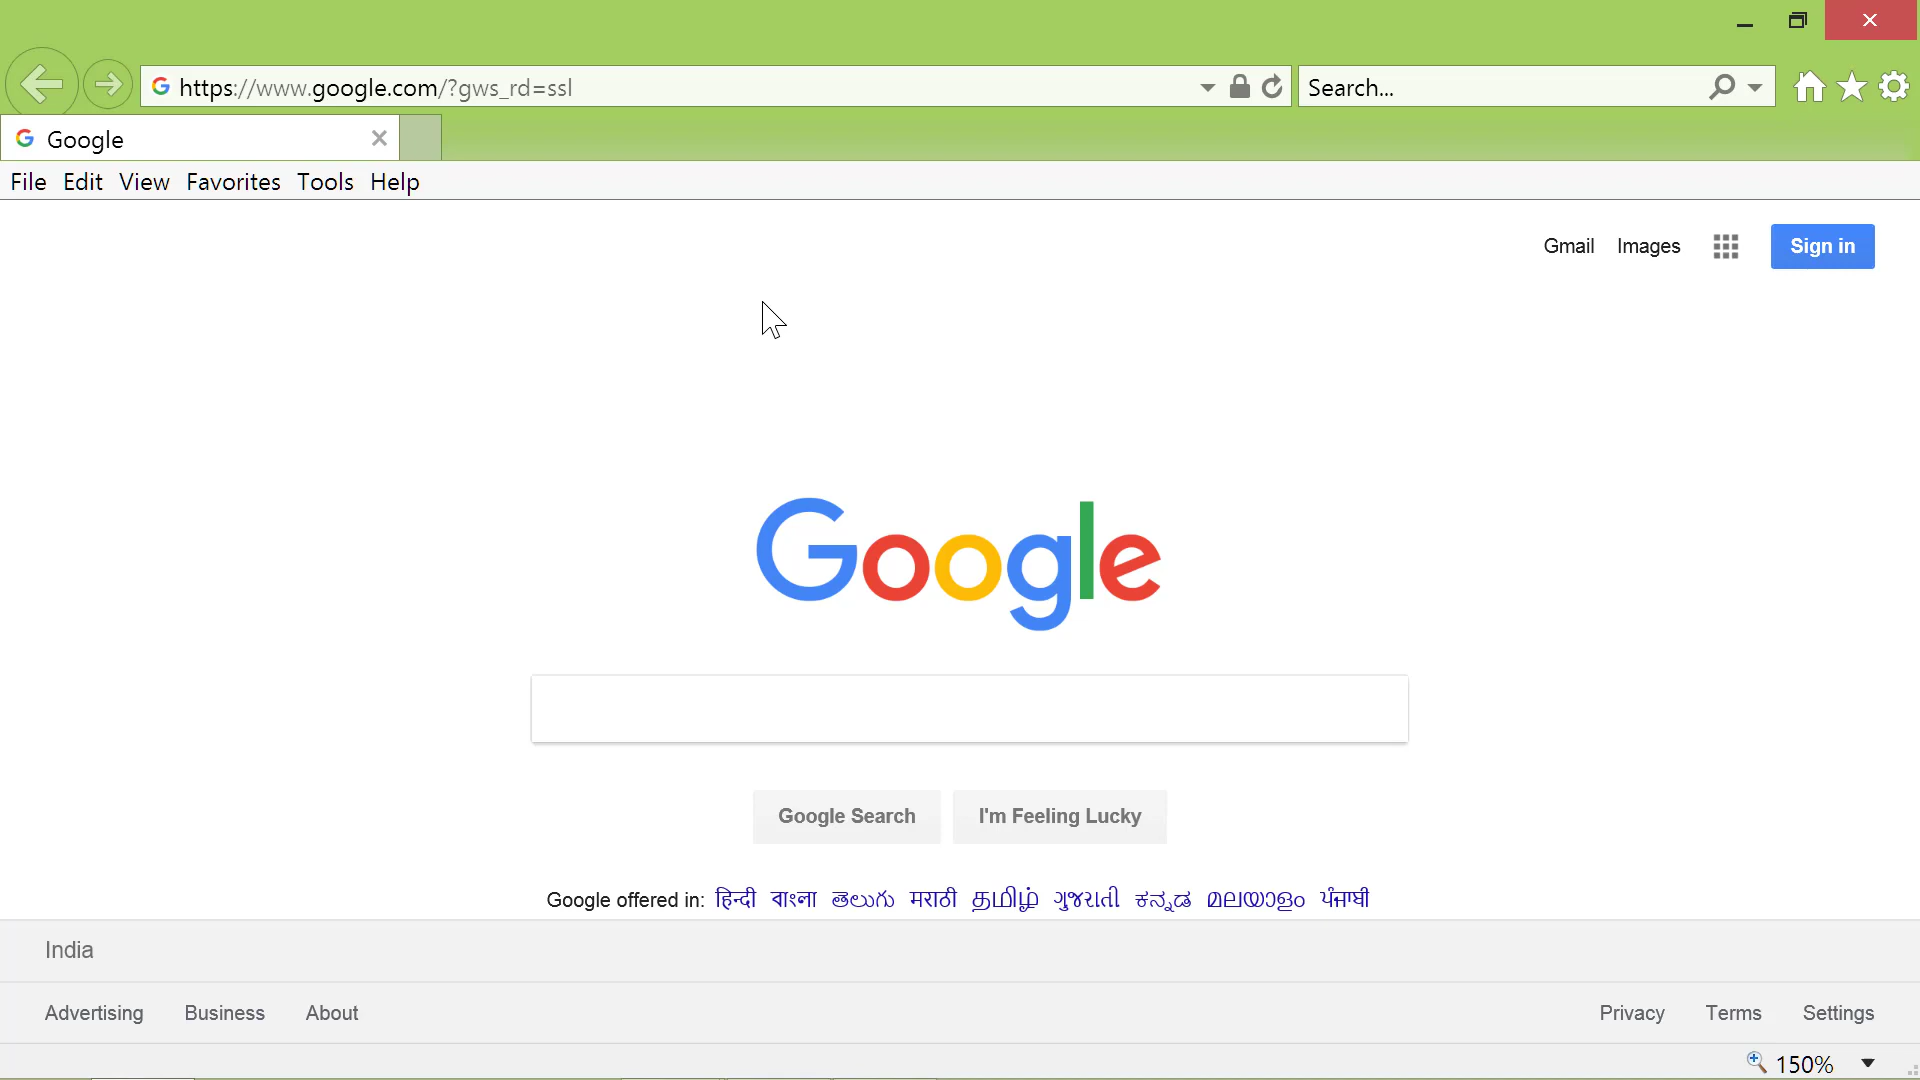 https://www.google.com/?gws_rd=ssl Search...
Google
File Edit View Favorites Tools Help
Gmail Images Sign in
Google
Google Search I'm Feeling Lucky
Google offered in: हिन्दी বাংলা తెలుగు मराठी தமிழ் ગુજરાતી ಕನ್ನಡ മലയാളം ਪੰਜਾਬੀ
India
Advertising Business About Privacy Terms Settings
150%